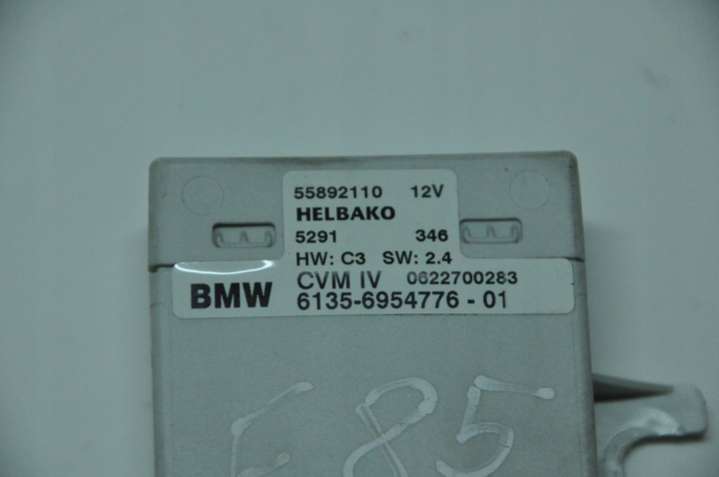 55892110 12V
HELBAKO
5291 346
HW: C3 SW: 2.4
CVM IV 0622700283
BMW 6135-6954776 - 01
E85